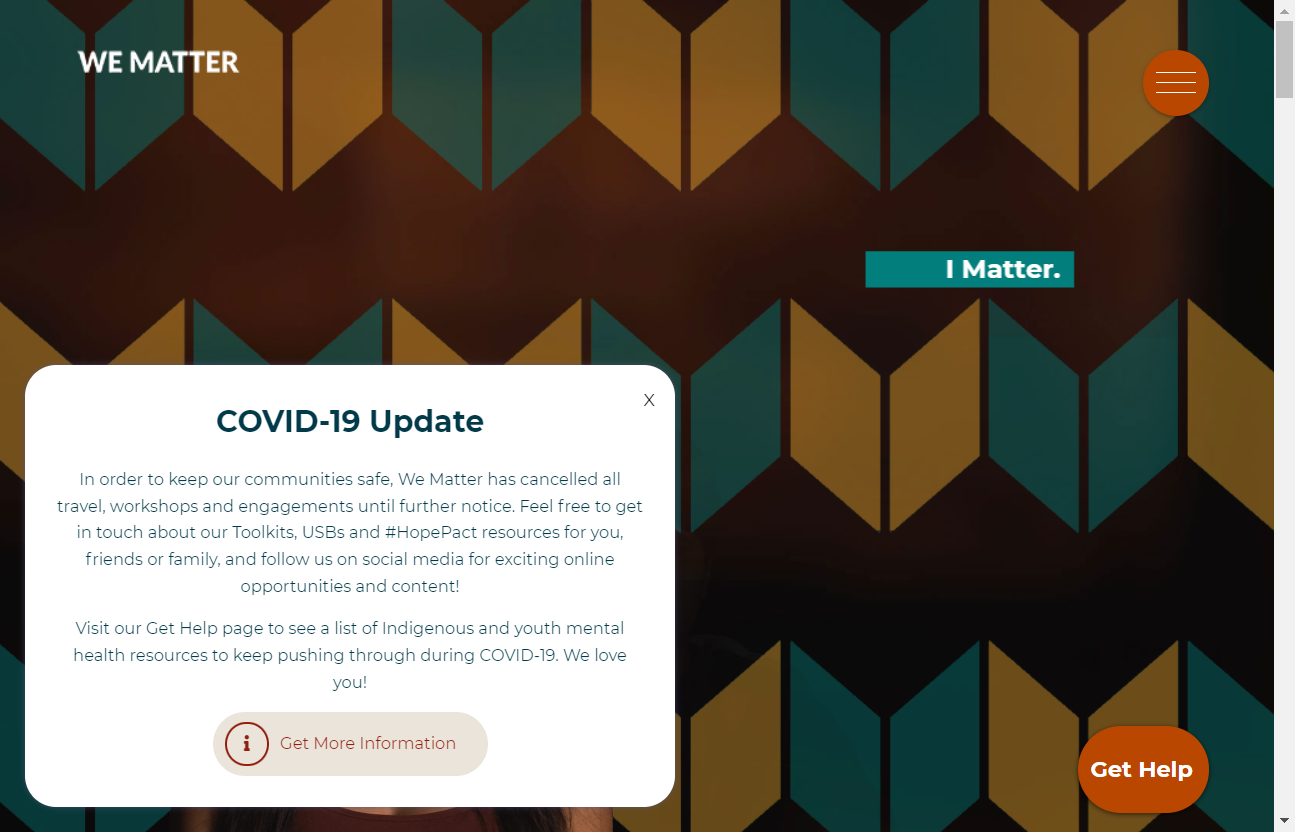 WE MATTER
I Matter.
X
COVID-19 Update
In order to keep our communities safe, We Matter has cancelled all
travel, workshops and engagements until further notice. Feel free to get
in touch about our Toolkits, USBs and #HopePact resources for you,
friends or family, and follow us on social media for exciting online
opportunities and content!
Visit our Get Help page to see a list of Indigenous and youth mental
health resources to keep pushing through during COVID-19. We love
you!
i Get More Information
Get Help